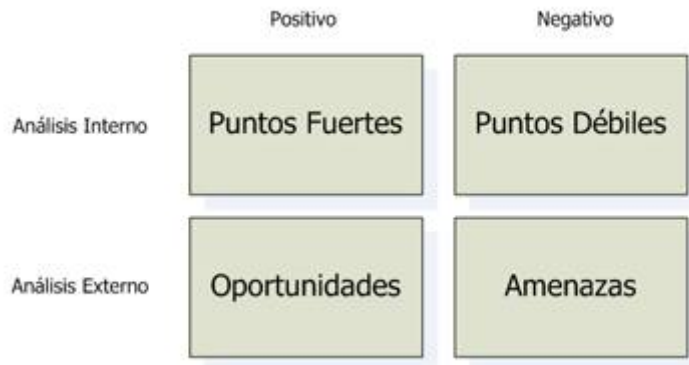 Positivo Negativo
Análisis Interno Puntos Fuertes Puntos Débiles
Análisis Externo Oportunidades Amenazas